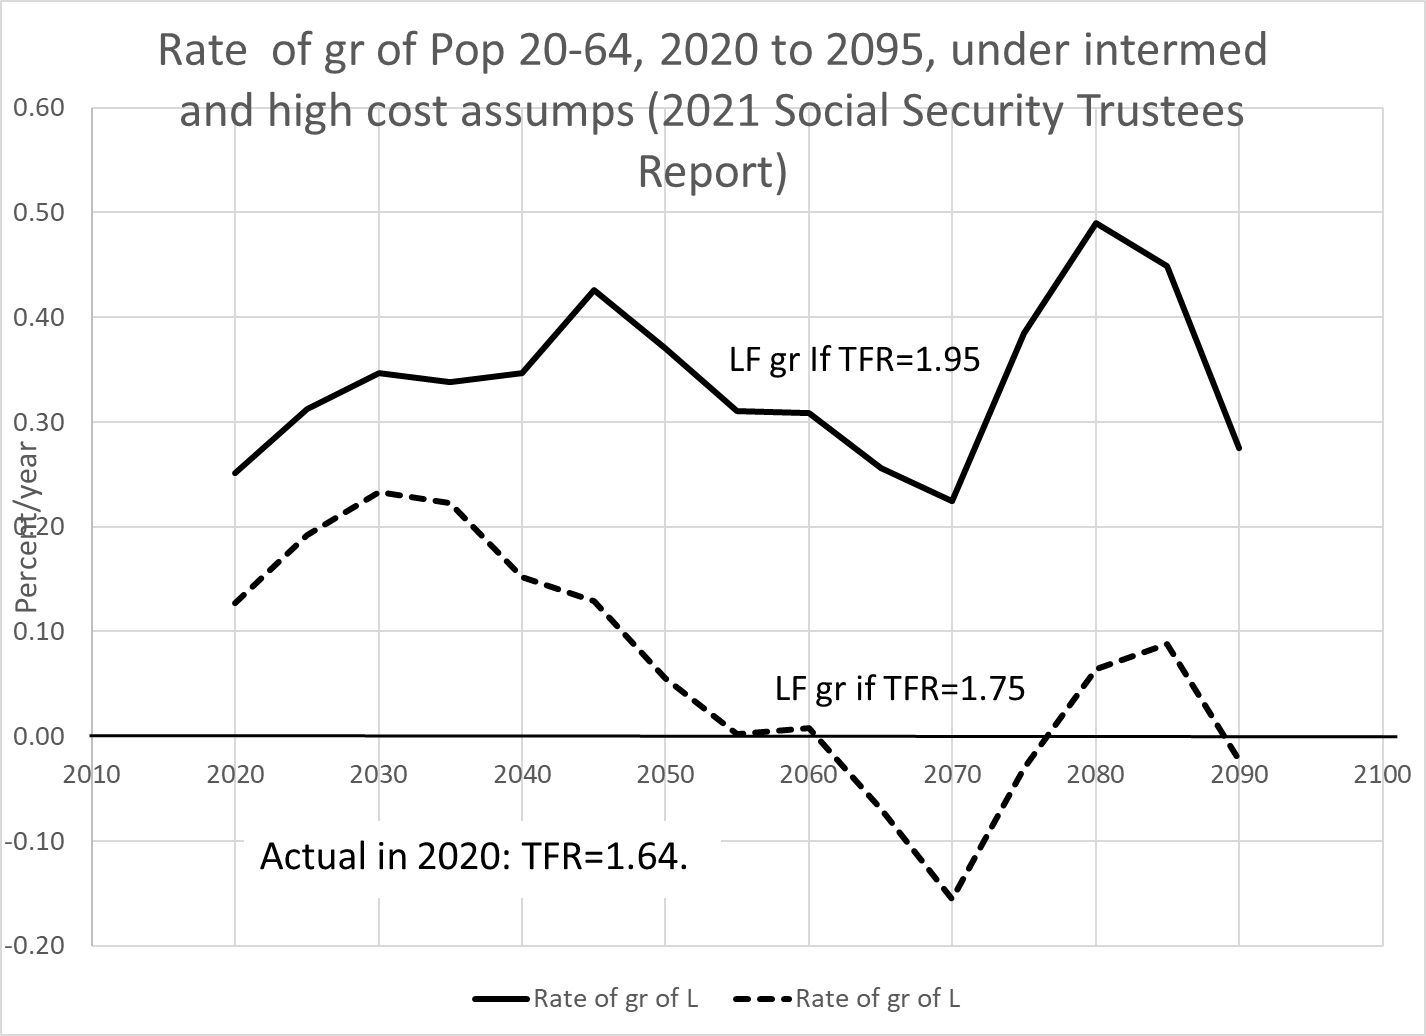 Rate  of gr of Pop 20-64, 2020 to 2095, under intermed
and high cost assumps (2021 Social Security Trustees
Report)
0.60
0.50
0.40
0.30
0.20
0.10
0.00
-0.10
-0.20
Percent/year
LF gr If TFR=1.95
LF gr if TFR=1.75
2010
2020
2030
2040
2050
2060
2070
2080
2090
2100
Actual in 2020: TFR=1.64.
Rate of gr of L
Rate of gr of L